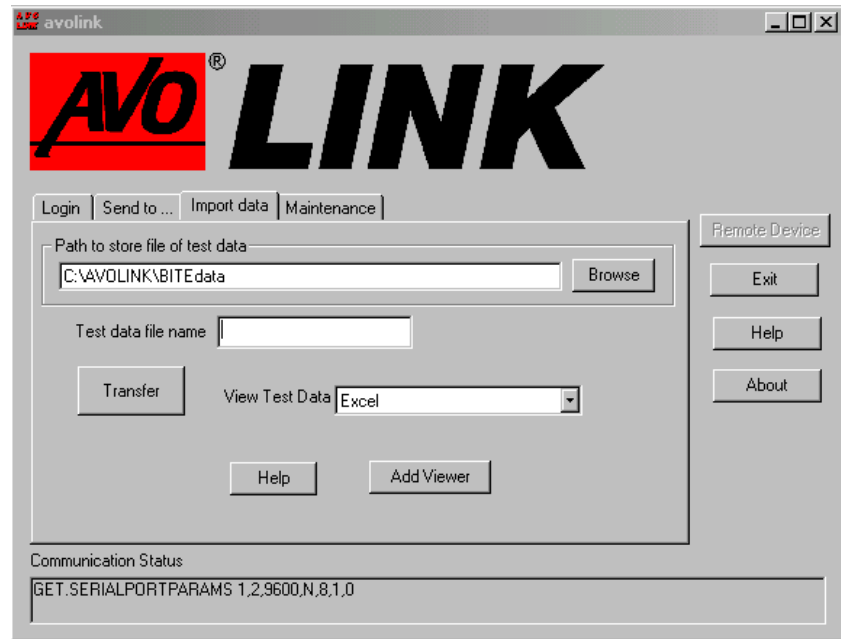 avolink
AVO® LINK
Login Send to ... Import data Maintenance
Remote Device
Path to store file of test data
C:\AVOLINK\BITEdata Browse
Exit
Test data file name
Help
Transfer
View Test Data Excel
About
Help Add Viewer
Communication Status
GET.SERIALPORTPARAMS 1,2,9600,N,8,1,0